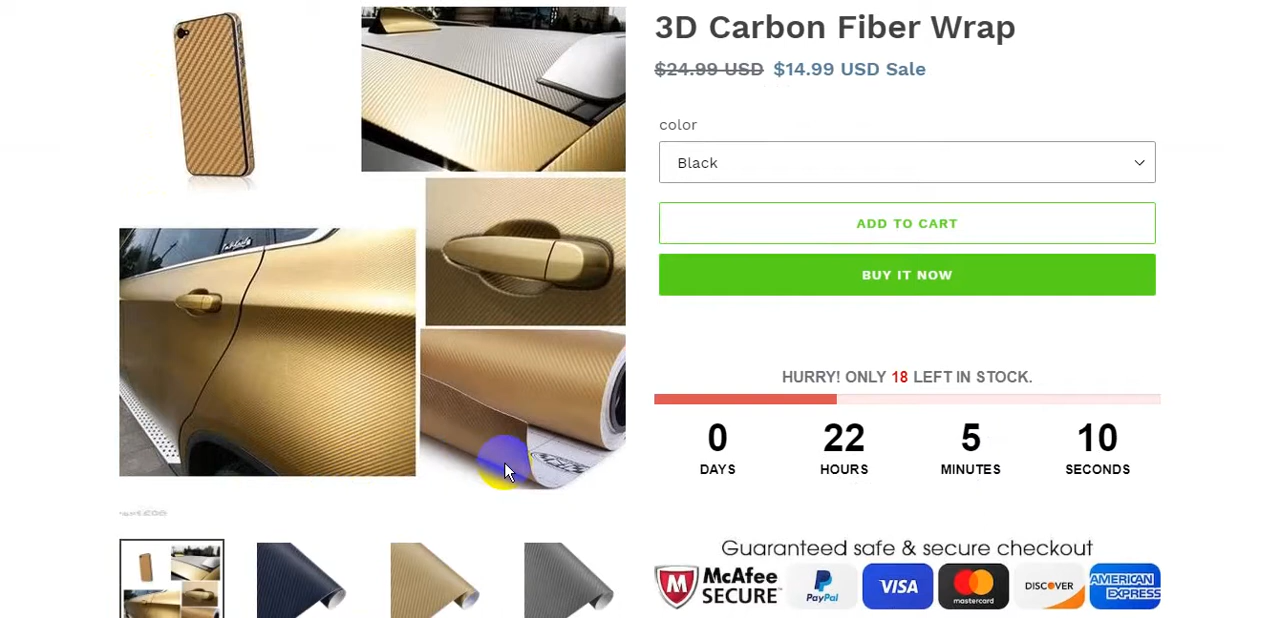 3D Carbon Fiber Wrap
$24.99 USD $14.99 USD Sale
color
Black
ADD TO CART
BUY IT NOW
HURRY! ONLY 18 LEFT IN STOCK.
0 22 5 10
DAYS HOURS MINUTES SECONDS
Guaranteed safe & secure checkout
McAfee SECURE
PayPal
VISA
mastercard
DISCOVER
AMERICAN EXPRESS